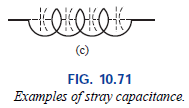 (c)
FIG. 10.71
Examples of stray capacitance.